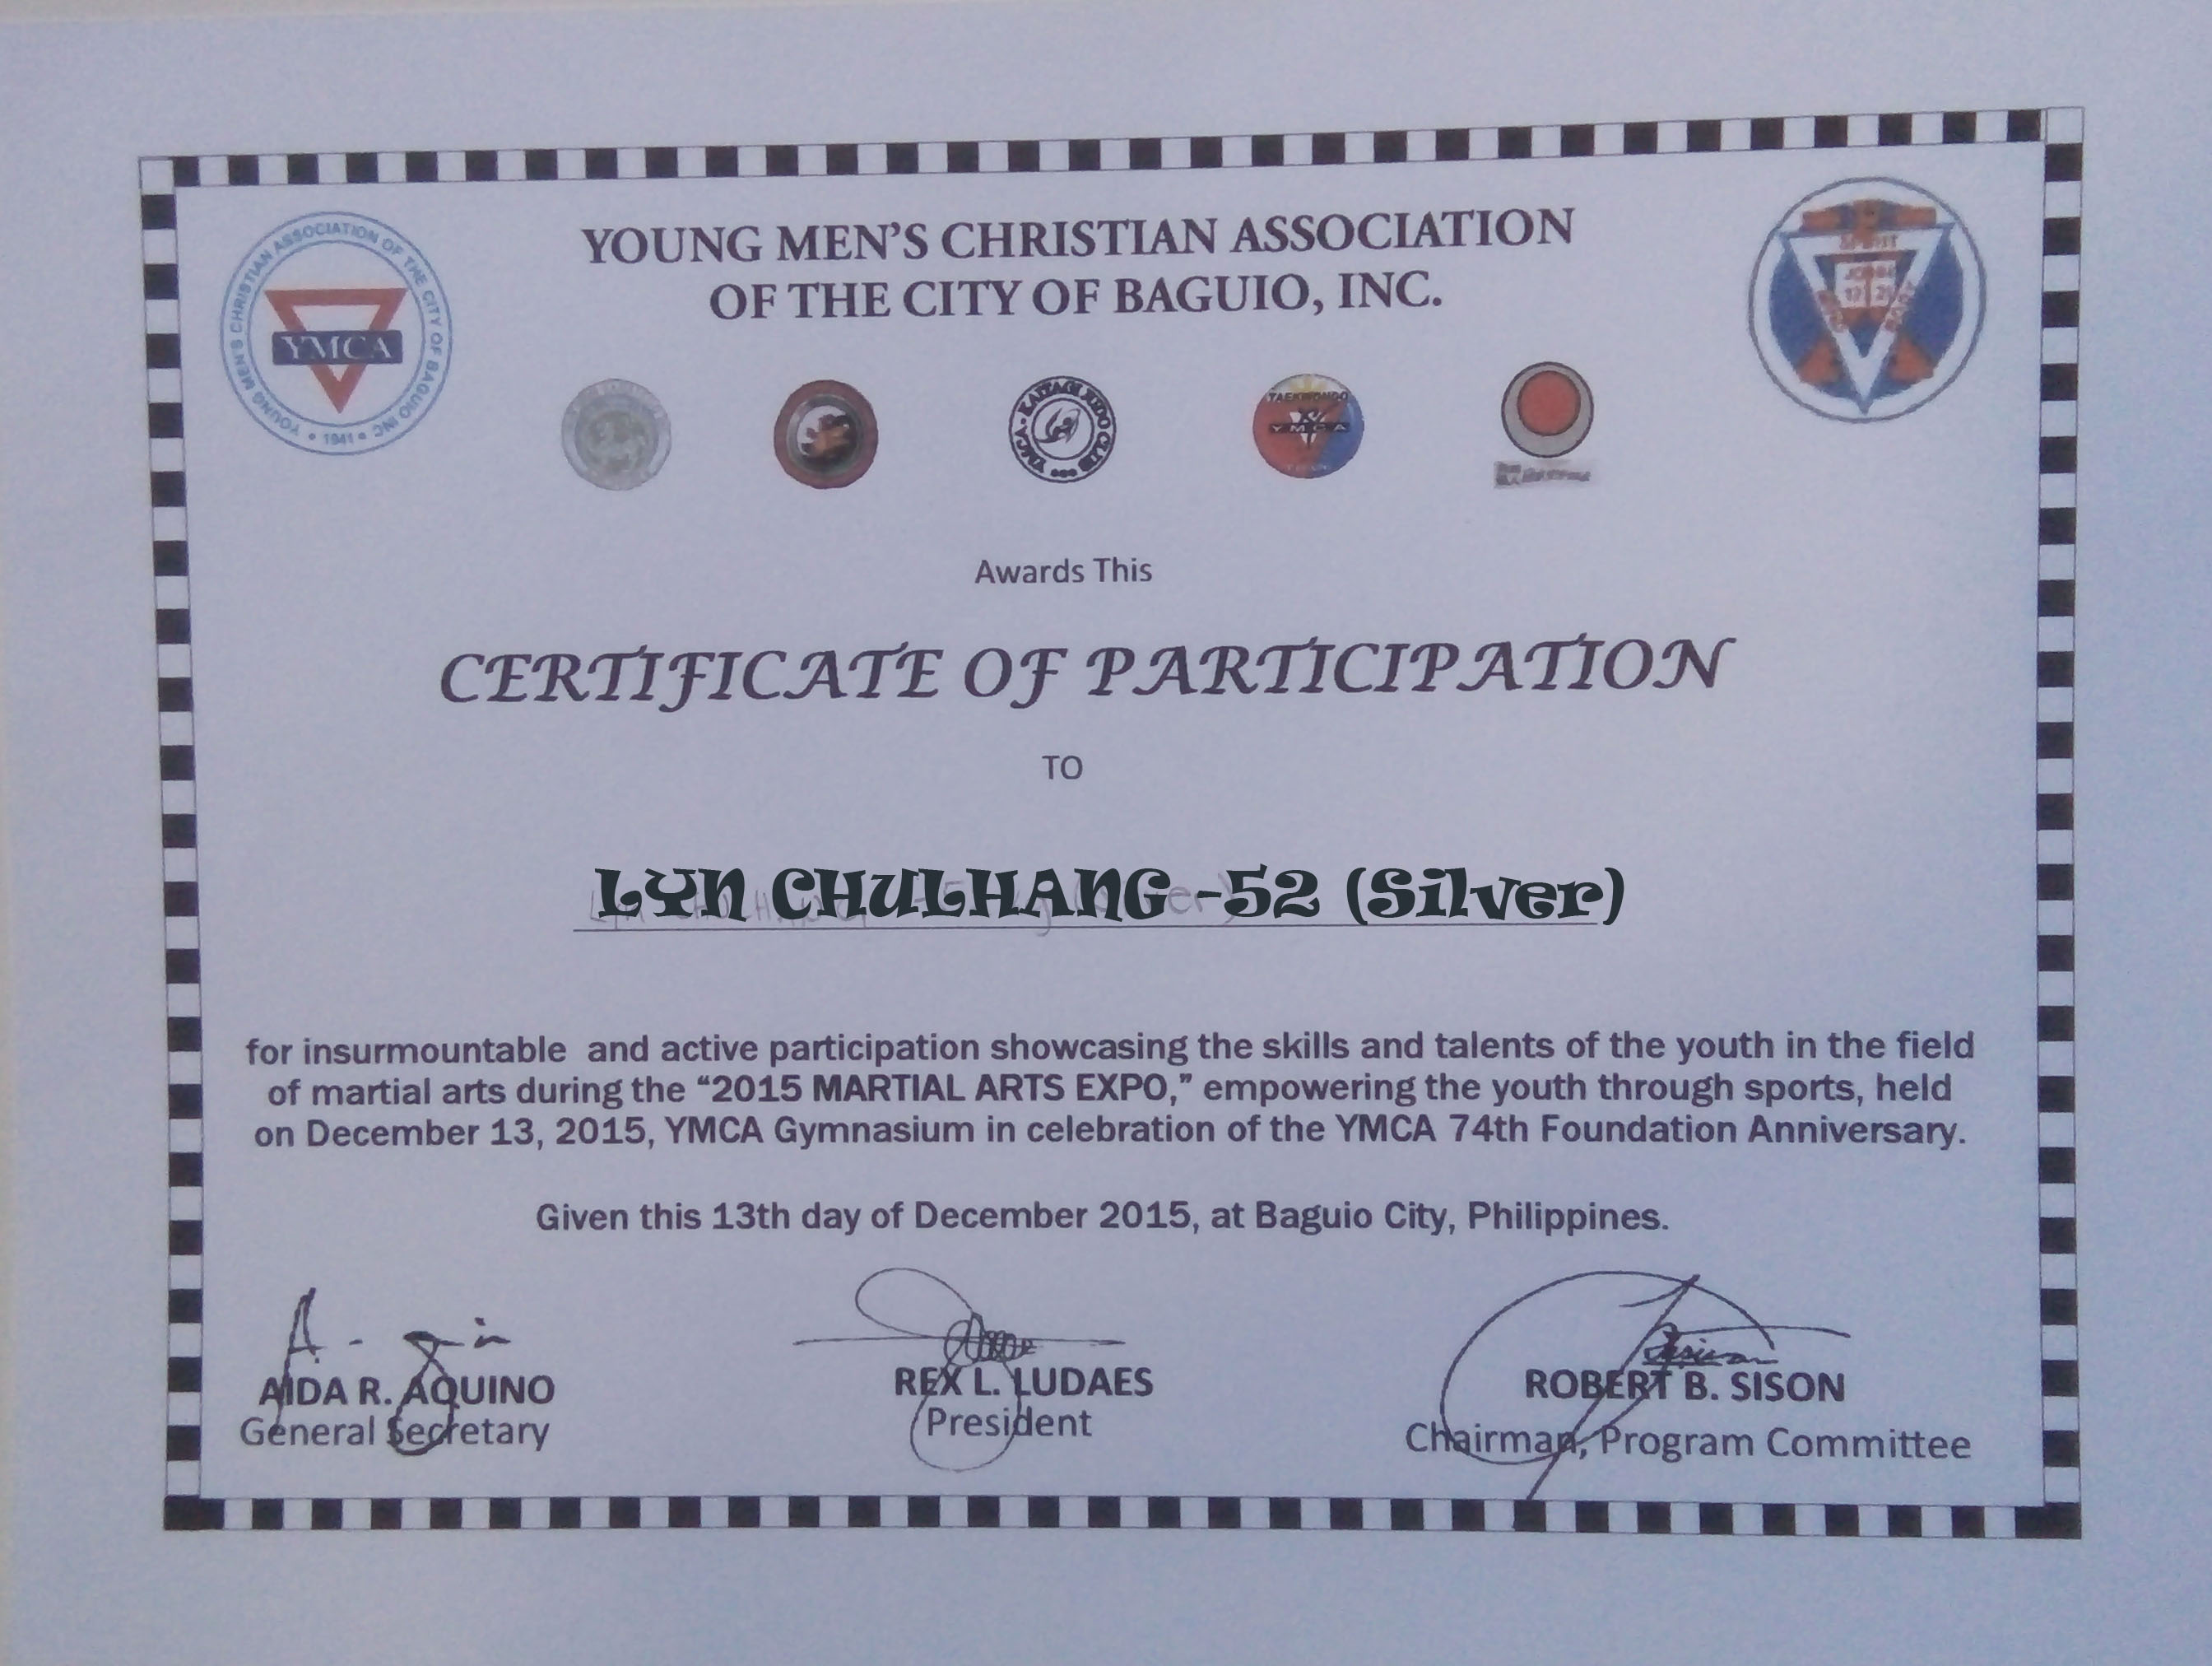 YOUNG MEN'S CHRISTIAN ASSOCIATION
OF THE CITY OF BAGUIO, INC.
YOUNG MEN'S CHRISTIAN ASSOCIATION OF THE CITY OF BAGUIO INC
YMCA
• 1941 •
TAEKWONDO
YMCA
Awards This
CERTIFICATE OF PARTICIPATION
TO
LYN CHULHANG -52 (Silver)
for insurmountable and active participation showcasing the skills and talents of the youth in the field
of martial arts during the “2015 MARTIAL ARTS EXPO,” empowering the youth through sports, held
on December 13, 2015, YMCA Gymnasium in celebration of the YMCA 74th Foundation Anniversary.
Given this 13th day of December 2015, at Baguio City, Philippines.
AIDA R. AQUINO
General Secretary
REX L. LUDAES
President
ROBERT B. SISON
Chairman, Program Committee